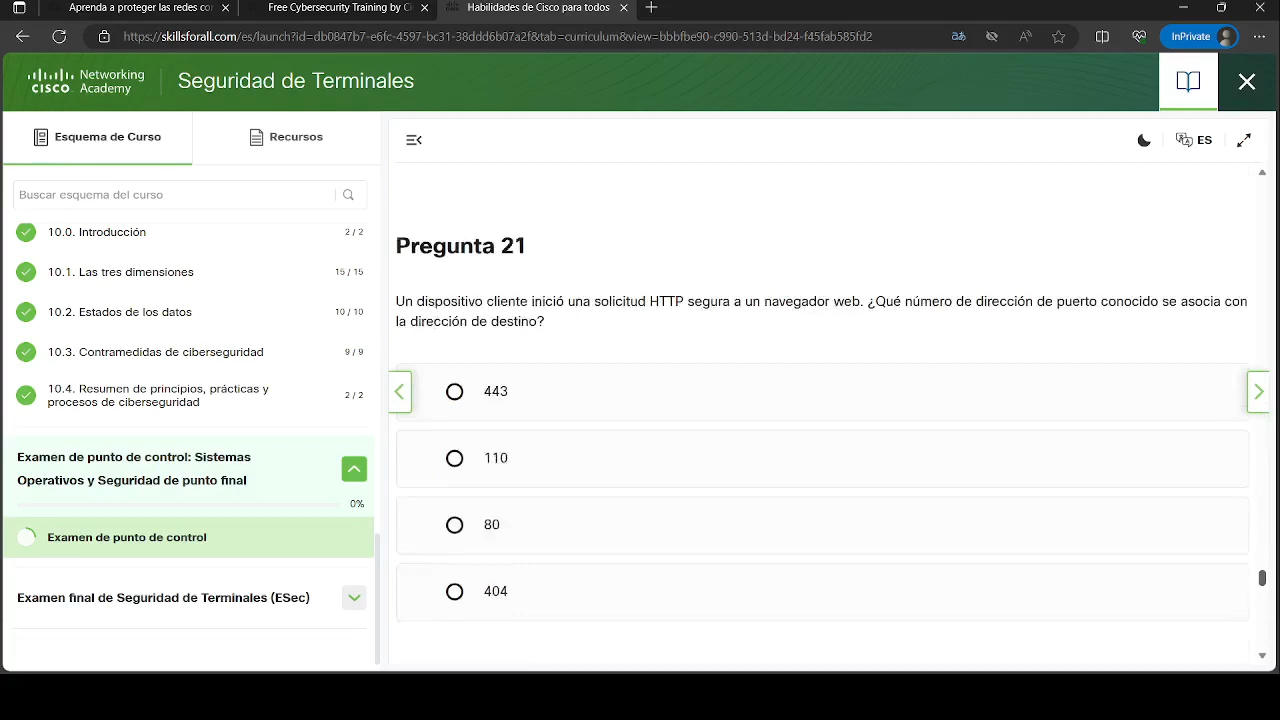 Aprenda a proteger las redes cor
Free Cybersecurity Training by Ci
Habilidades de Cisco para todos
https://skillsforall.com/es/launch?id=db0847b7-e6fc-4597-bc31-38ddd6b07a2f&tab=curriculum&view=bbbfbe90-c990-513d-bd24-f45fab585fd2
InPrivate
CISCO Networking Academy
Seguridad de Terminales
Esquema de Curso
Recursos
ES
Buscar esquema del curso
10.0. Introducción 2 / 2
10.1. Las tres dimensiones 15 / 15
10.2. Estados de los datos 10 / 10
10.3. Contramedidas de ciberseguridad 9 / 9
10.4. Resumen de principios, prácticas y
procesos de ciberseguridad 2 / 2
Examen de punto de control: Sistemas
Operativos y Seguridad de punto final
0%
Examen de punto de control
Examen final de Seguridad de Terminales (ESec)
Pregunta 21
Un dispositivo cliente inició una solicitud HTTP segura a un navegador web. ¿Qué número de dirección de puerto conocido se asocia con
la dirección de destino?
443
110
80
404